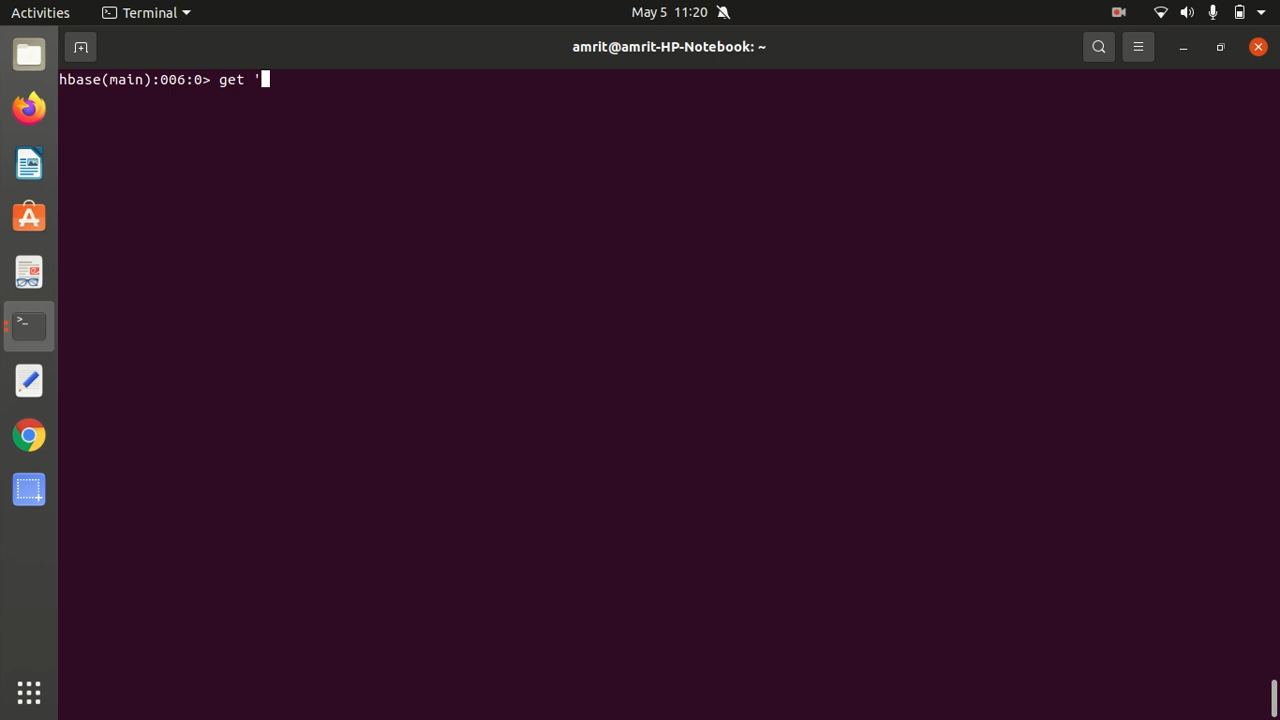 Activities
Terminal
May 5 11:20
amrit@amrit-HP-Notebook: ~
hbase(main):006:0> get '